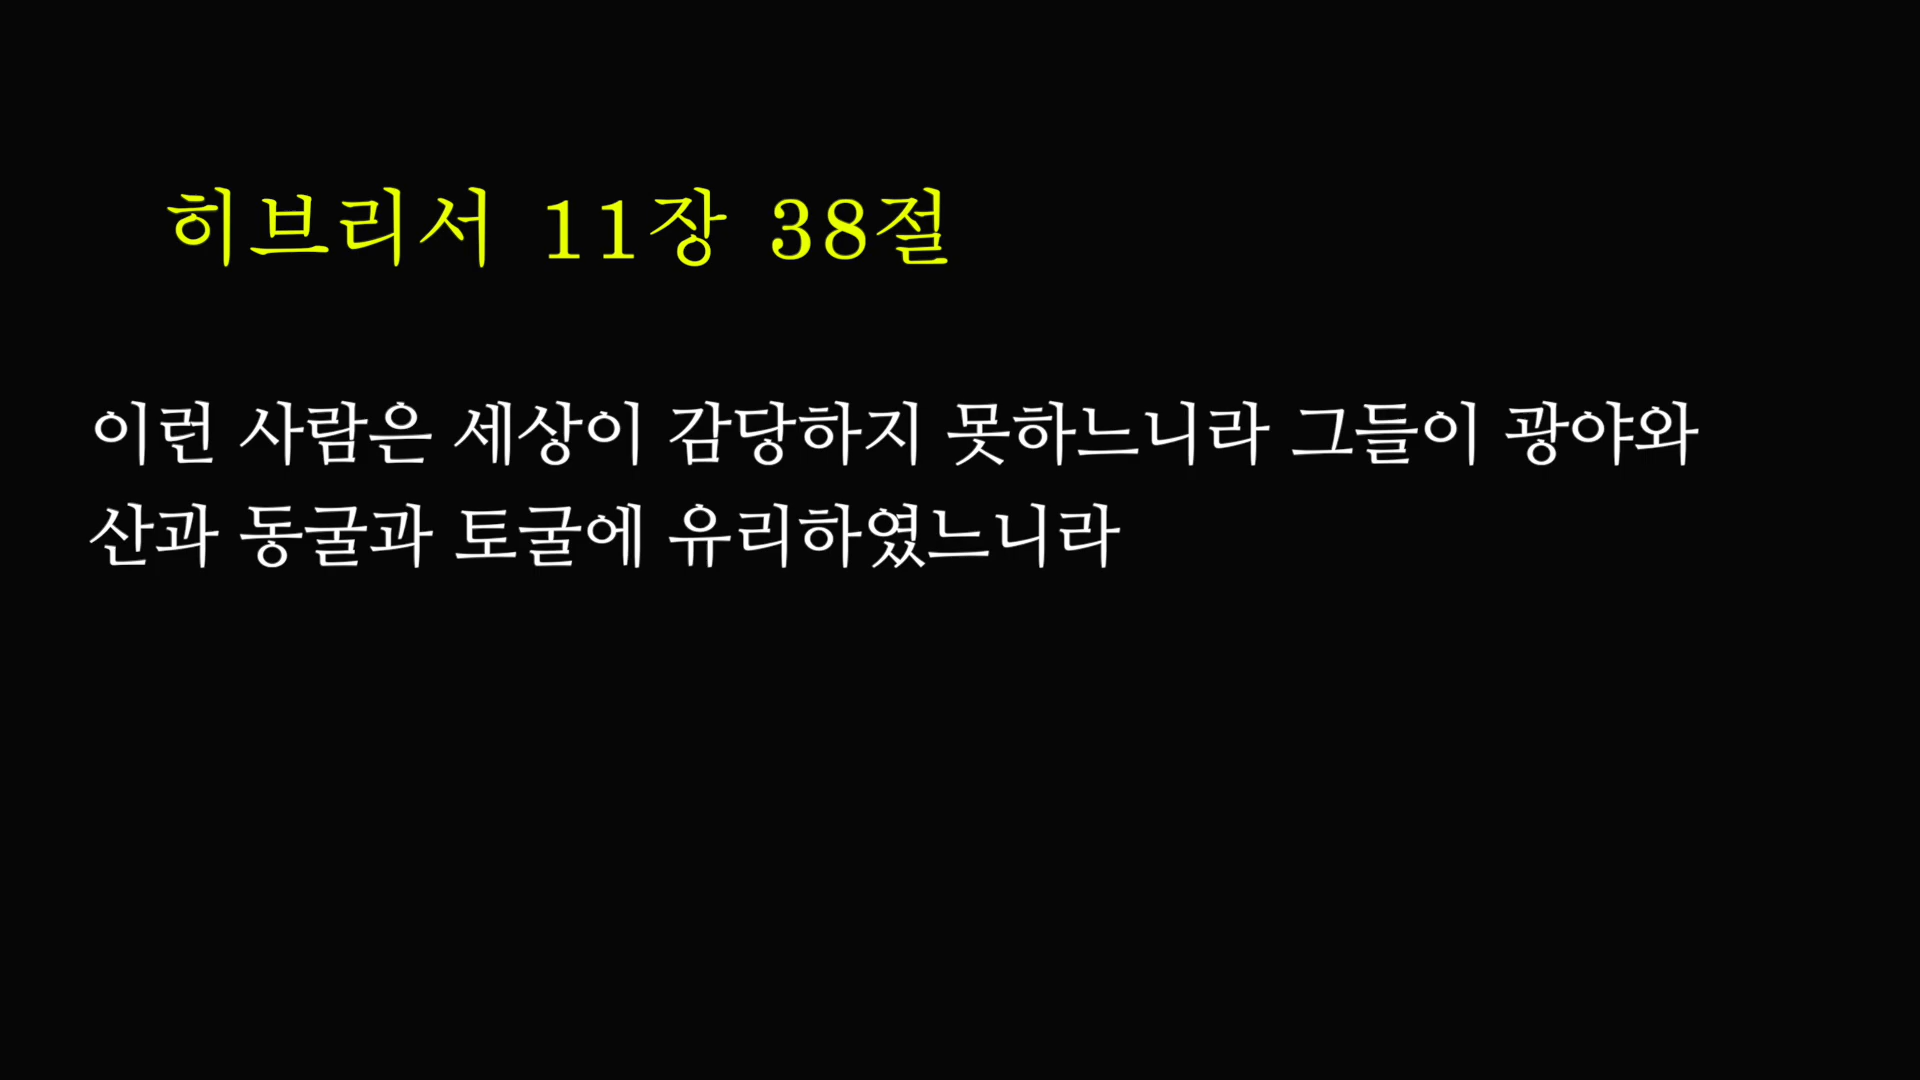 히브리서 11장 38절
이런 사람은 세상이 감당하지 못하느니라 그들이 광야와
산과 동굴과 토굴에 유리하였느니라